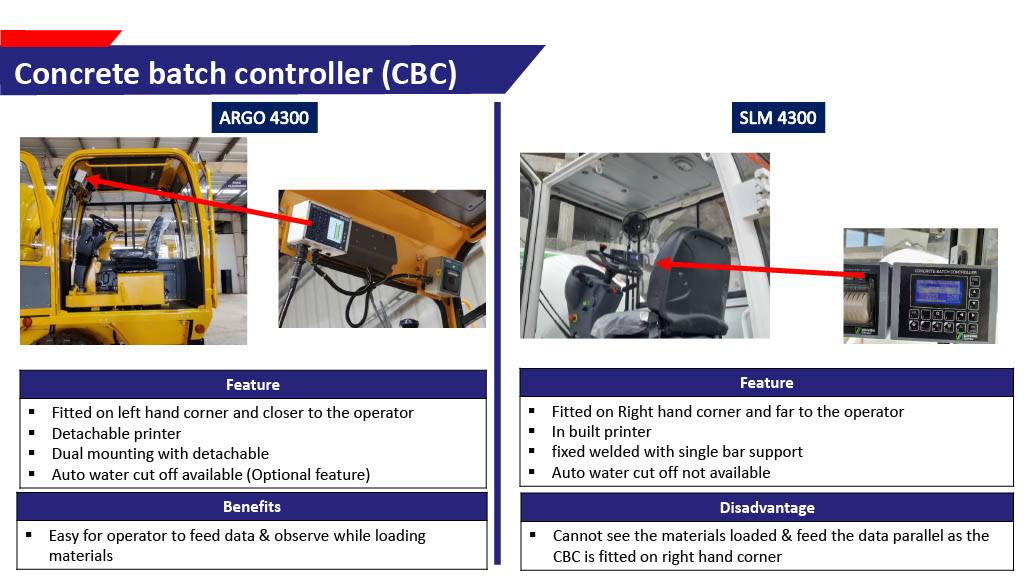 Concrete batch controller (CBC)
ARGO 4300
Feature
▪ Fitted on left hand corner and closer to the operator
▪ Detachable printer
▪ Dual mounting with detachable
▪ Auto water cut off available (Optional feature)
Benefits
▪ Easy for operator to feed data & observe while loading
materials
SLM 4300
CONCRETE BATCH CONTROLLER
Feature
▪ Fitted on Right hand corner and far to the operator
▪ In built printer
▪ fixed welded with single bar support
▪ Auto water cut off not available
Disadvantage
▪ Cannot see the materials loaded & feed the data parallel as the
CBC is fitted on right hand corner